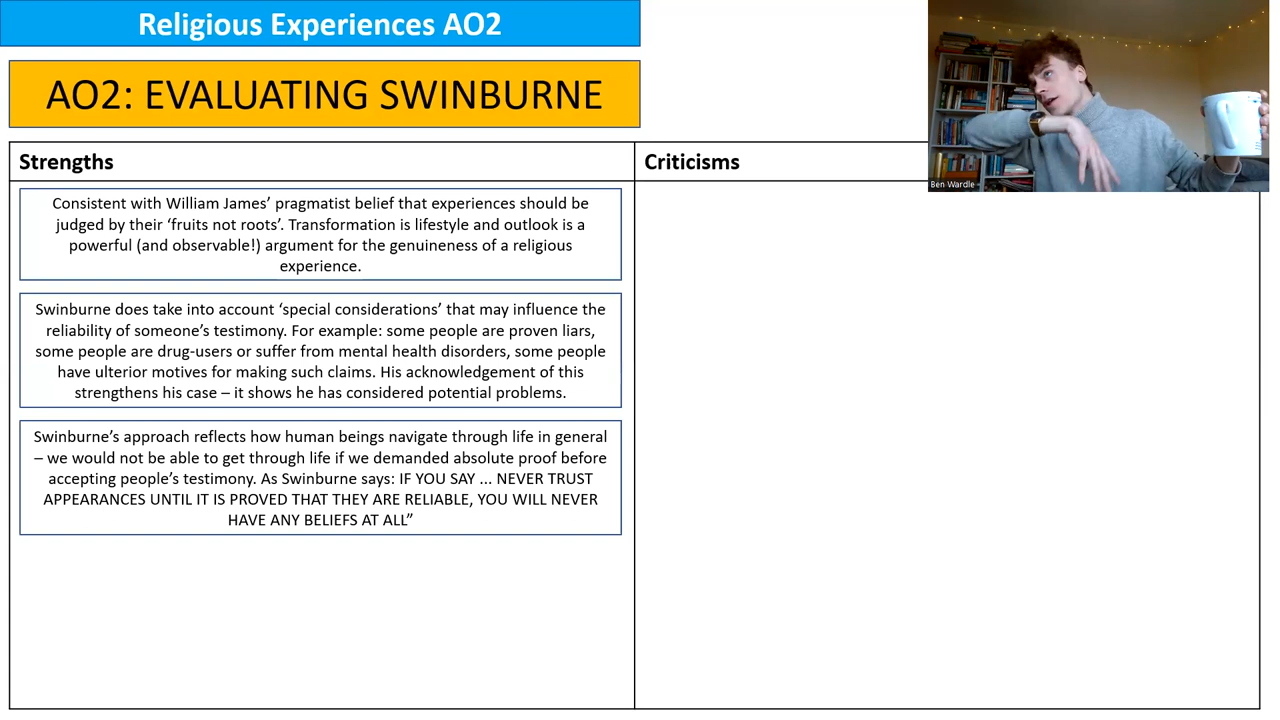 Religious Experiences AO2
AO2: EVALUATING SWINBURNE
Strengths
Criticisms
Ben Wardle
Consistent with William James’ pragmatist belief that experiences should be
judged by their ‘fruits not roots’. Transformation is lifestyle and outlook is a
powerful (and observable!) argument for the genuineness of a religious
experience.
Swinburne does take into account ‘special considerations’ that may influence the
reliability of someone’s testimony. For example: some people are proven liars,
some people are drug-users or suffer from mental health disorders, some people
have ulterior motives for making such claims. His acknowledgement of this
strengthens his case – it shows he has considered potential problems.
Swinburne’s approach reflects how human beings navigate through life in general
– we would not be able to get through life if we demanded absolute proof before
accepting people’s testimony. As Swinburne says: IF YOU SAY ... NEVER TRUST
APPEARANCES UNTIL IT IS PROVED THAT THEY ARE RELIABLE, YOU WILL NEVER
HAVE ANY BELIEFS AT ALL”